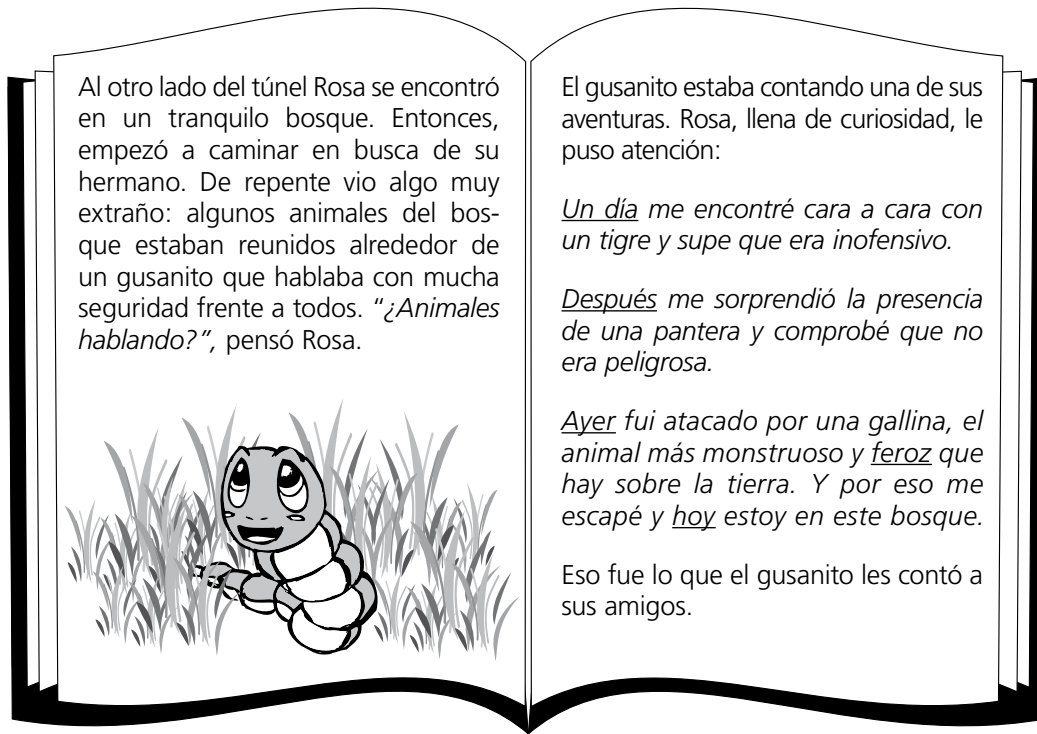 Al otro lado del túnel Rosa se encontró
en un tranquilo bosque. Entonces,
empezó a caminar en busca de su
hermano. De repente vio algo muy
extraño: algunos animales del bos-
que estaban reunidos alrededor de
un gusanito que hablaba con mucha
seguridad frente a todos. "¿Animales
hablando?", pensó Rosa.
El gusanito estaba contando una de sus
aventuras. Rosa, llena de curiosidad, le
puso atención:
Un día me encontré cara a cara con
un tigre y supe que era inofensivo.
Después me sorprendió la presencia
de una pantera y comprobé que no
era peligrosa.
Ayer fui atacado por una gallina, el
animal más monstruoso y feroz que
hay sobre la tierra. Y por eso me
escapé y hoy estoy en este bosque.
Eso fue lo que el gusanito les contó a
sus amigos.